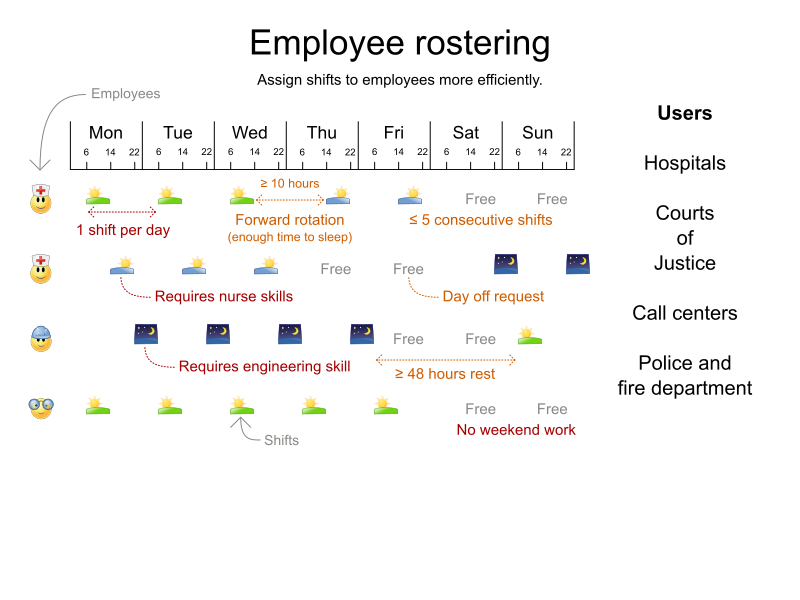 Employee rostering
Assign shifts to employees more efficiently.
Employees
Mon Tue Wed Thu Fri Sat Sun
6 14 22 6 14 22 6 14 22 6 14 22 6 14 22 6 14 22 6 14 22
≥ 10 hours
Free Free
1 shift per day
Forward rotation
(enough time to sleep)
≤ 5 consecutive shifts
Free Free
Requires nurse skills
Day off request
Free Free
Requires engineering skill
≥ 48 hours rest
Free Free
No weekend work
Shifts
Users
Hospitals
Courts
of
Justice
Call centers
Police and
fire department